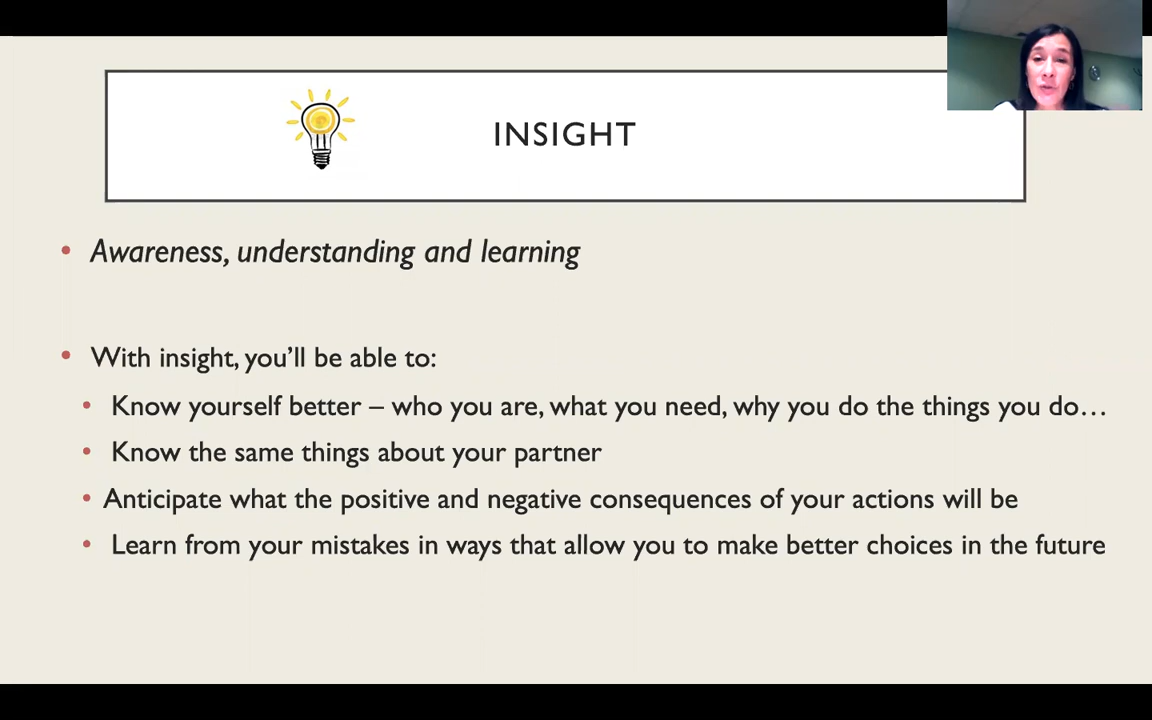 INSIGHT
• Awareness, understanding and learning
• With insight, you'll be able to:
• Know yourself better – who you are, what you need, why you do the things you do…
• Know the same things about your partner
• Anticipate what the positive and negative consequences of your actions will be
• Learn from your mistakes in ways that allow you to make better choices in the future